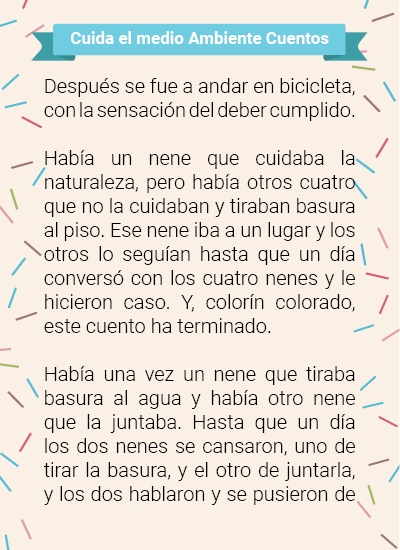 Cuida el medio Ambiente Cuentos
Después se fue a andar en bicicleta,
con la sensación del deber cumplido.
Había un nene que cuidaba la
naturaleza, pero había otros cuatro
que no la cuidaban y tiraban basura
al piso. Ese nene iba a un lugar y los
otros lo seguían hasta que un día
conversó con los cuatro nenes y le
hicieron caso. Y, colorín colorado,
este cuento ha terminado.
Había una vez un nene que tiraba
basura al agua y había otro nene
que la juntaba. Hasta que un día
los dos nenes se cansaron, uno de
tirar la basura, y el otro de juntarla,
y los dos hablaron y se pusieron de